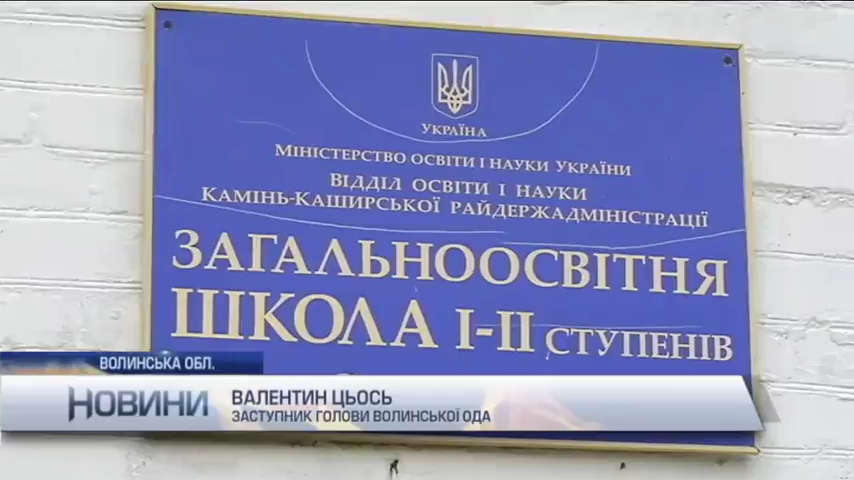 УКРАЇНА
МІНІСТЕРСТВО ОСВІТИ І НАУКИ УКРАЇНИ
ВІДДІЛ ОСВІТИ І НАУКИ
КАМІНЬ-КАШИРСЬКОЇ РАЙДЕРЖАДМІНІСТРАЦІЇ
ЗАГАЛЬНООСВІТНЯ
ШКОЛА І-ІІ СТУПЕНІВ
ВОЛИНСЬКА ОБЛ.
НОВИНИ
ВАЛЕНТИН ЦЬОСЬ
ЗАСТУПНИК ГОЛОВИ ВОЛИНСЬКОЇ ОДА